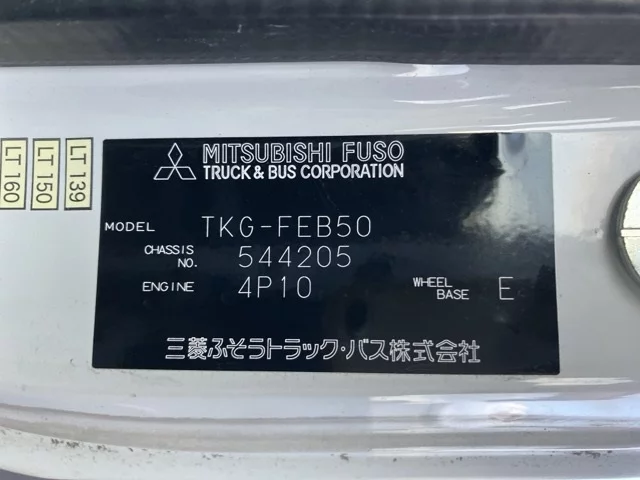 MITSUBISHI FUSO
TRUCK & BUS CORPORATION
MODEL TKG-FEB50
CHASSIS NO. 544205
ENGINE 4P10 WHEEL BASE E
三菱ふそうトラック・バス株式会社
LT 160
LT 150
LT 139